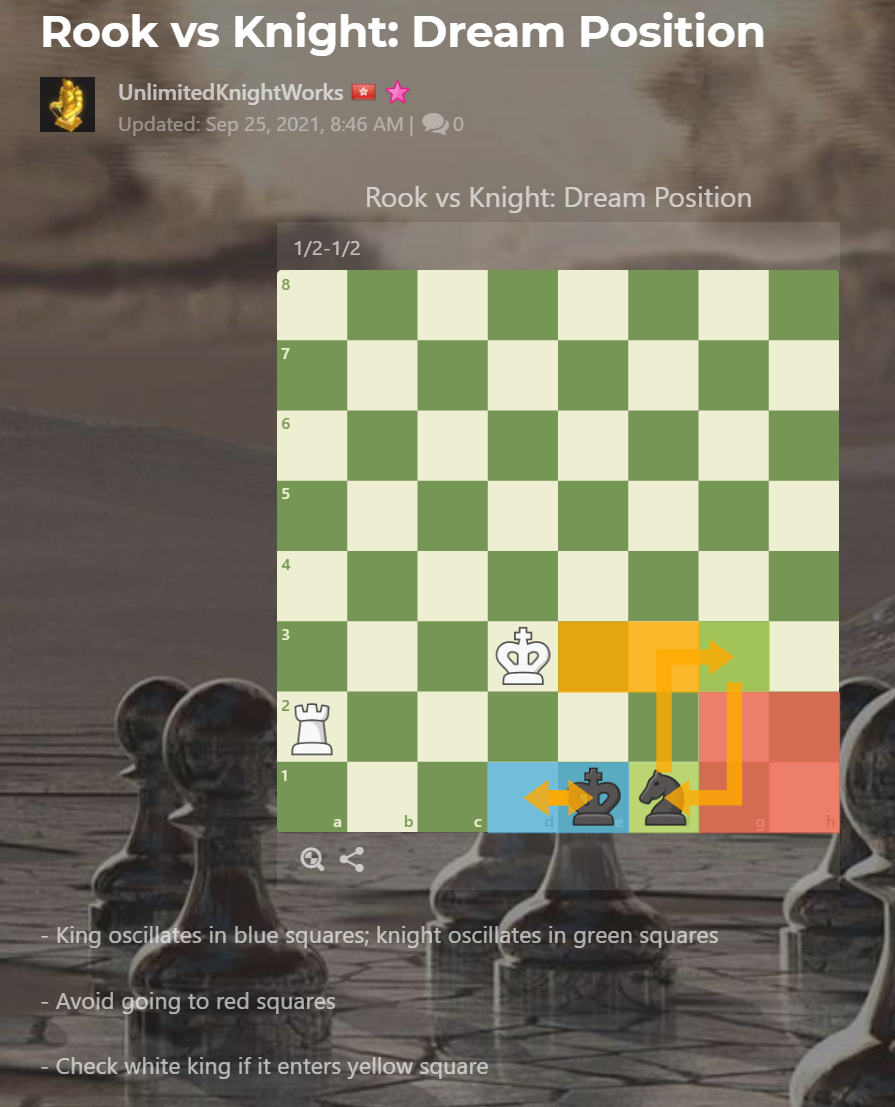 Rook vs Knight: Dream Position
UnlimitedKnightWorks
Updated: Sep 25, 2021, 8:46 AM | 0
Rook vs Knight: Dream Position
1/2-1/2
8
7
6
5
4
3
2
1
a b c d e g h
- King oscillates in blue squares; knight oscillates in green squares
- Avoid going to red squares
- Check white king if it enters yellow square